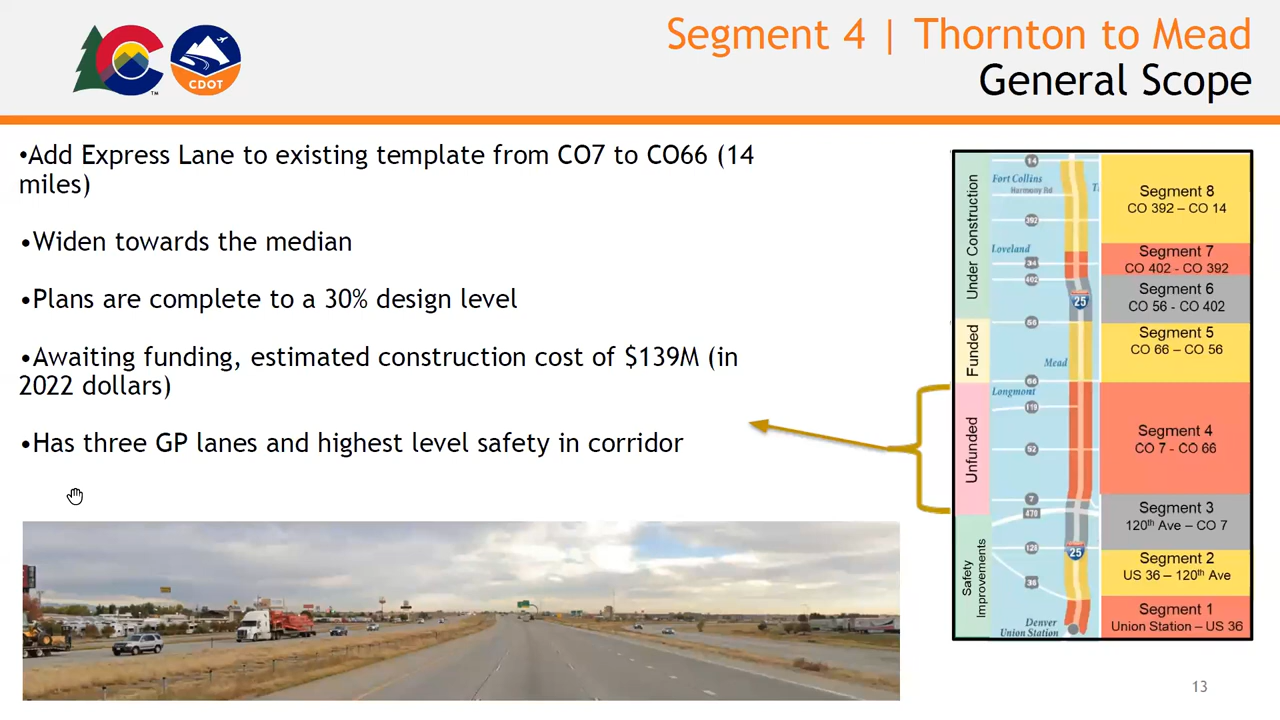 CDOT
TM
Segment 4 | Thornton to Mead
General Scope
•Add Express Lane to existing template from CO7 to CO66 (14
miles)
•Widen towards the median
•Plans are complete to a 30% design level
•Awaiting funding, estimated construction cost of $139M (in
2022 dollars)
•Has three GP lanes and highest level safety in corridor
Under Construction
Funded
Unfunded
Safety
Improvements
14
Fort Collins
Harmony Rd
T
392
Loveland
34
402
25
56
Mead
66
Longmont
119
52
7
470
128
25
36
Denver
Union Station
Segment 8
CO 392 – CO 14
Segment 7
CO 402 - CO 392
Segment 6
CO 56 - CO 402
Segment 5
CO 66 – CO 56
Segment 4
CO 7 - CO 66
Segment 3
120th Ave – CO 7
Segment 2
US 36 – 120th Ave
Segment 1
Union Station – US 36
13